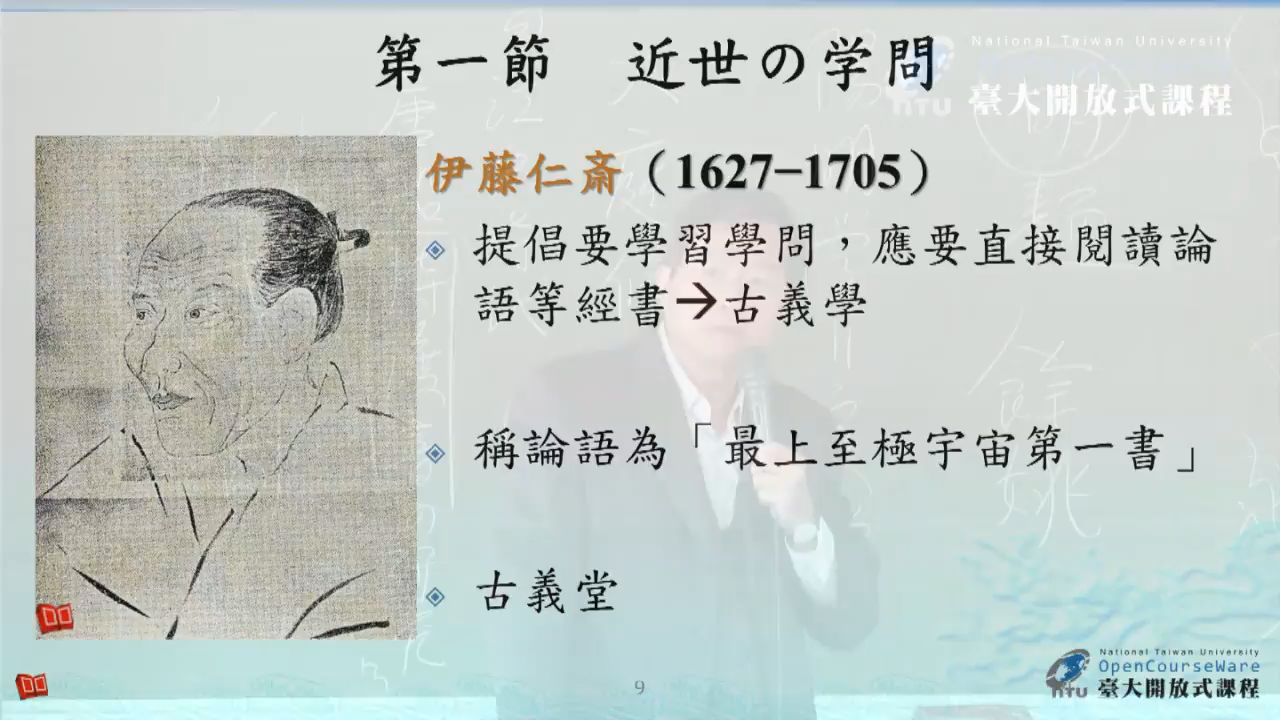 第一節　近世の学問
National Taiwan University
NTU 臺大開放式課程
伊藤仁斎（1627–1705）
提倡要學習學問，應要直接閱讀論
語等經書→古義學
稱論語為「最上至極宇宙第一書」
古義堂
9
National Taiwan University
OpenCourseWare
NTU 臺大開放式課程